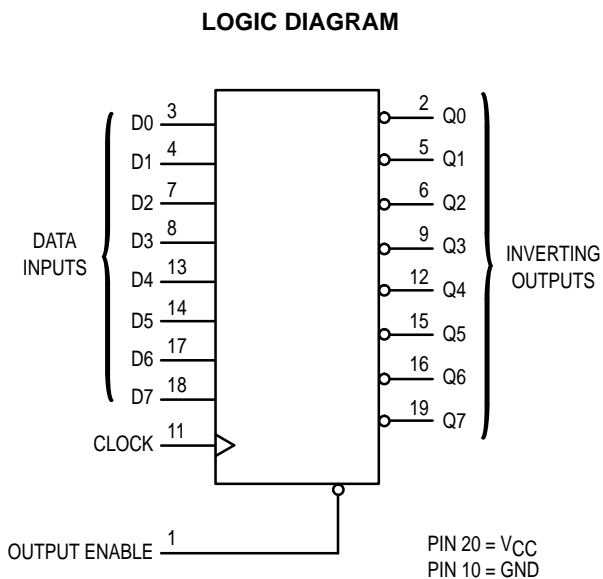 LOGIC DIAGRAM
D0 3
D1 4
D2 7
D3 8
D4 13
D5 14
D6 17
D7 18
DATA
INPUTS
CLOCK 11
OUTPUT ENABLE 1
2 Q0
5 Q1
6 Q2
9 Q3
12 Q4
15 Q5
16 Q6
19 Q7
INVERTING
OUTPUTS
PIN 20 = VCC
PIN 10 = GND